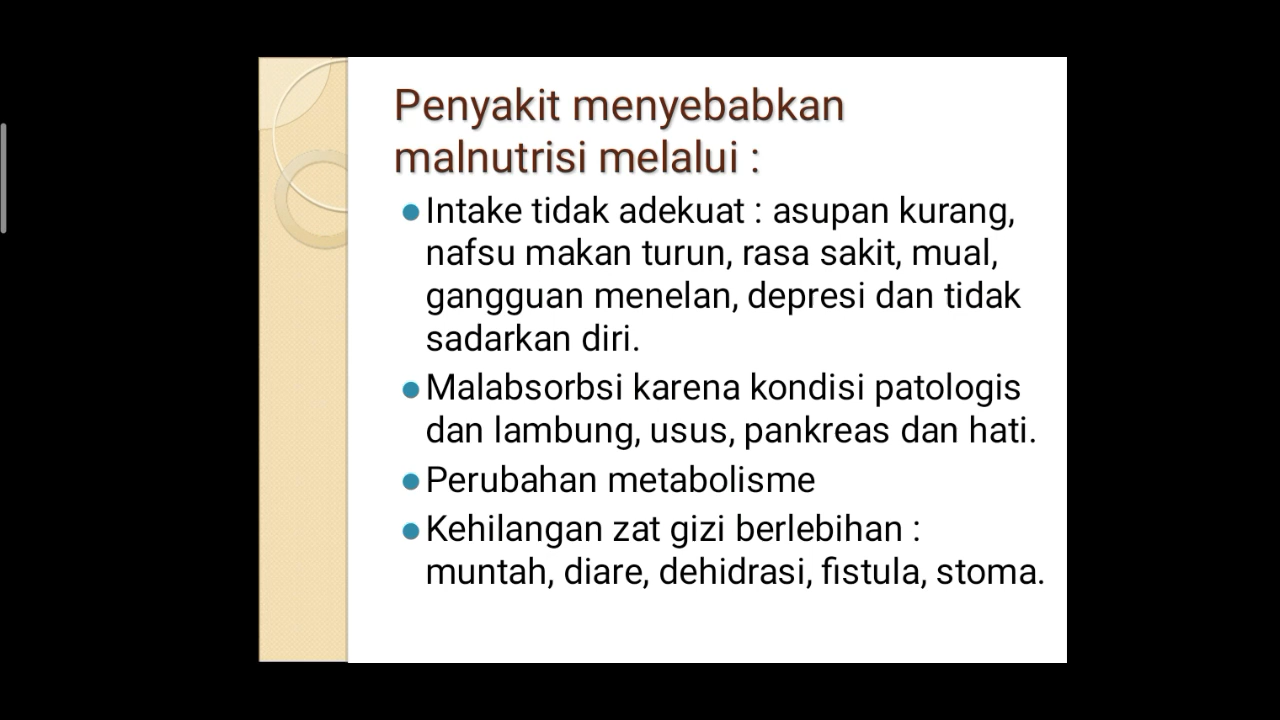 Penyakit menyebabkan
malnutrisi melalui :
●Intake tidak adekuat : asupan kurang,
nafsu makan turun, rasa sakit, mual,
gangguan menelan, depresi dan tidak
sadarkan diri.
●Malabsorbsi karena kondisi patologis
dan lambung, usus, pankreas dan hati.
●Perubahan metabolisme
●Kehilangan zat gizi berlebihan :
muntah, diare, dehidrasi, fistula, stoma.